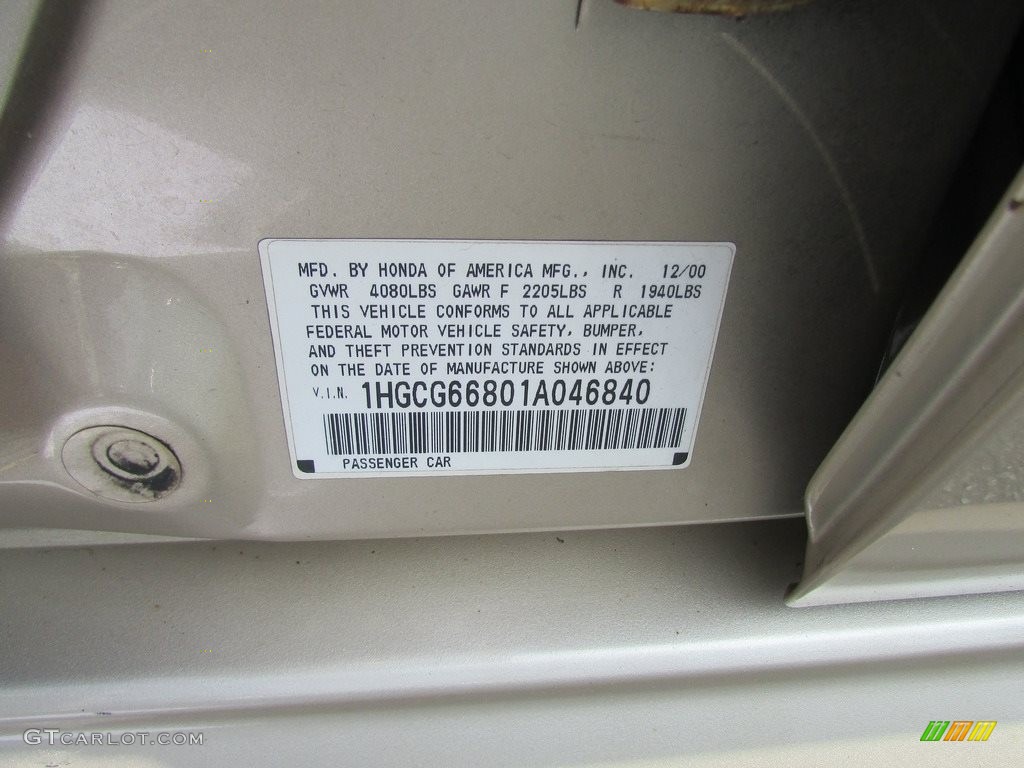 MFD. BY HONDA OF AMERICA MFG., INC. 12/00
GVWR 4080LBS GAWR F 2205LBS R 1940LBS
THIS VEHICLE CONFORMS TO ALL APPLICABLE
FEDERAL MOTOR VEHICLE SAFETY, BUMPER,
AND THEFT PREVENTION STANDARDS IN EFFECT
ON THE DATE OF MANUFACTURE SHOWN ABOVE:
V.I.N. 1HGCG66801A046840
PASSENGER CAR
GTCARLOT.COM